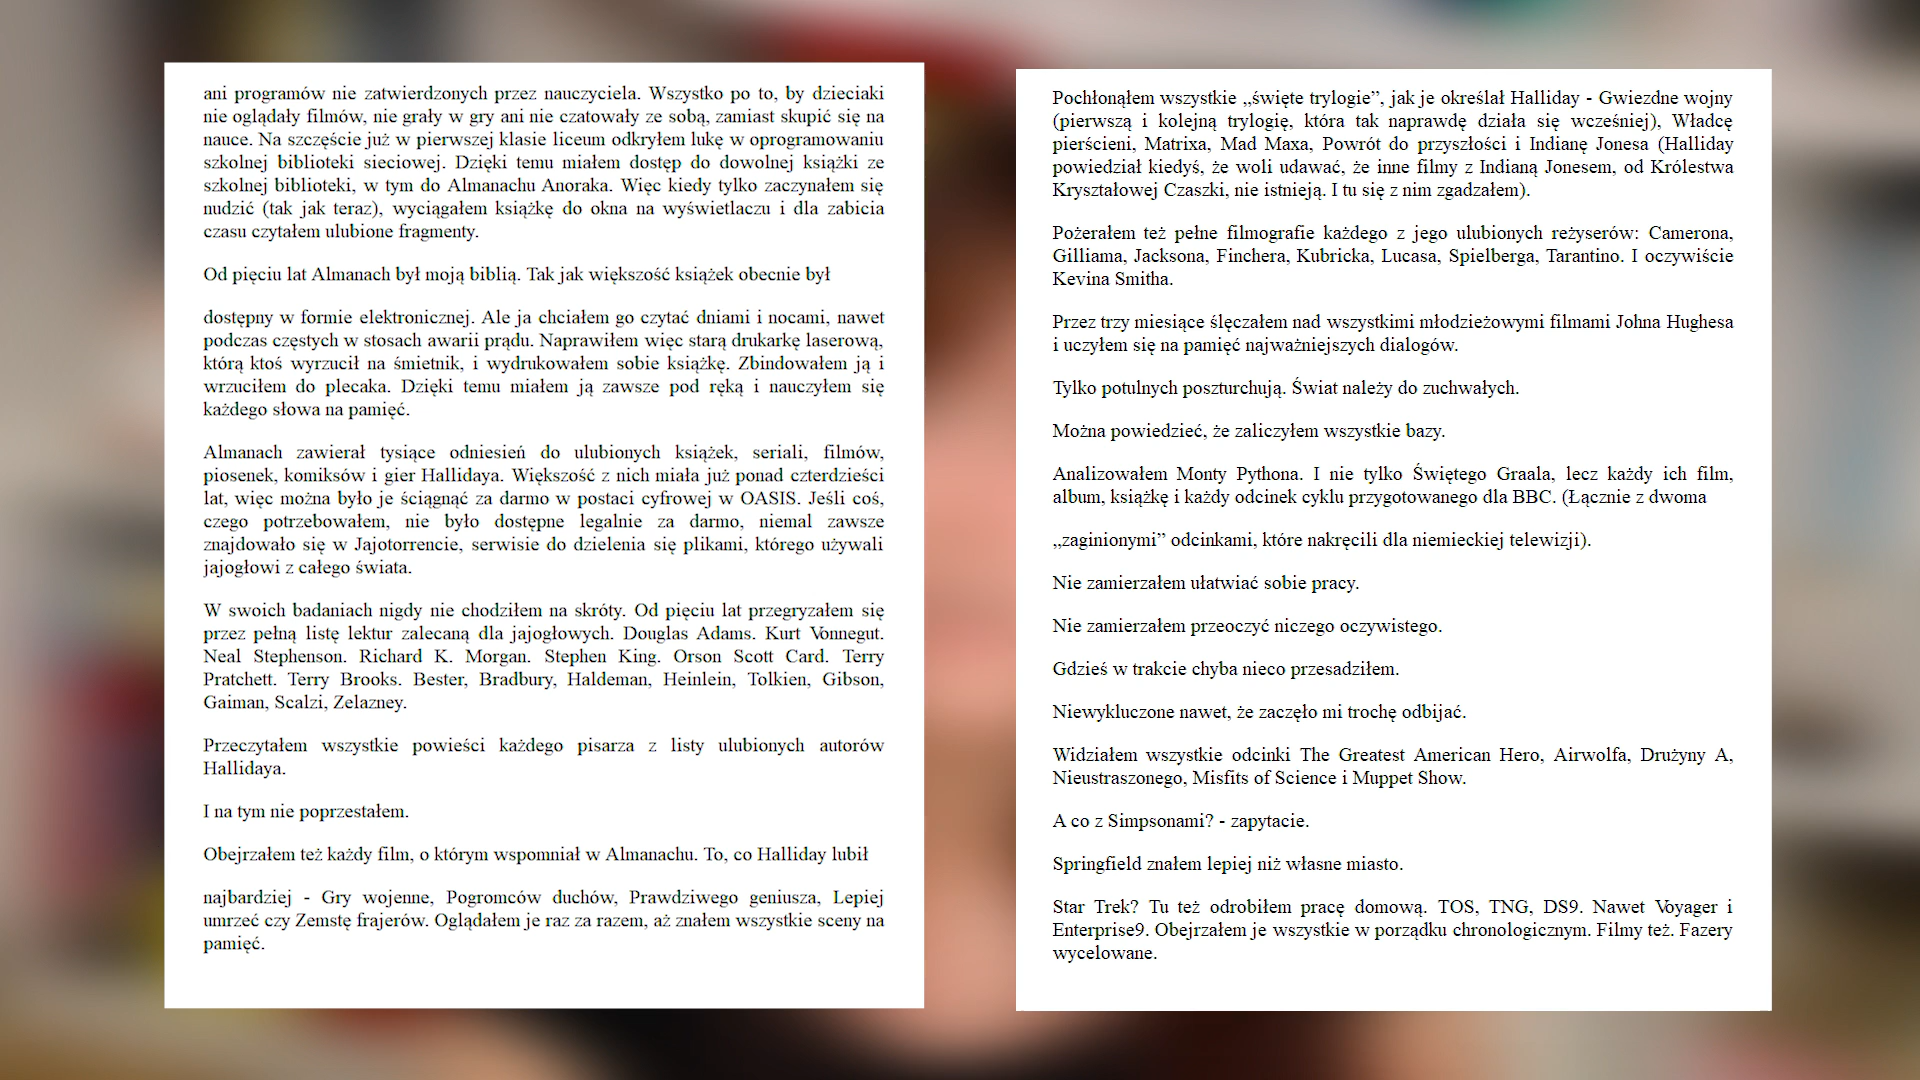 ani programów nie zatwierdzonych przez nauczyciela. Wszystko po to, by dzieciaki
nie oglądały filmów, nie grały w gry ani nie czatowały ze sobą, zamiast skupić się na
nauce. Na szczęście już w pierwszej klasie liceum odkryłem lukę w oprogramowaniu
szkolnej biblioteki sieciowej. Dzięki temu miałem dostęp do dowolnej książki ze
szkolnej biblioteki, w tym do Almanachu Anoraka. Więc kiedy tylko zaczynałem się
nudzić (tak jak teraz), wyciągałem książkę do okna na wyświetlaczu i dla zabicia
czasu czytałem ulubione fragmenty.
Od pięciu lat Almanach był moją biblią. Tak jak większość książek obecnie był
dostępny w formie elektronicznej. Ale ja chciałem go czytać dniami i nocami, nawet
podczas częstych w stosach awarii prądu. Naprawiłem więc starą drukarkę laserową,
którą ktoś wyrzucił na śmietnik, i wydrukowałem sobie książkę. Zbindowałem ją i
wrzuciłem do plecaka. Dzięki temu miałem ją zawsze pod ręką i nauczyłem się
każdego słowa na pamięć.
Almanach zawierał tysiące odniesień do ulubionych książek, seriali, filmów,
piosenek, komiksów i gier Hallidaya. Większość z nich miała już ponad czterdzieści
lat, więc można było je ściągnąć za darmo w postaci cyfrowej w OASIS. Jeśli coś,
czego potrzebowałem, nie było dostępne legalnie za darmo, niemal zawsze
znajdowało się w Jajotorrencie, serwisie do dzielenia się plikami, którego używali
jajogłowi z całego świata.
W swoich badaniach nigdy nie chodziłem na skróty. Od pięciu lat przegryzałem się
przez pełną listę lektur zalecaną dla jajogłowych. Douglas Adams. Kurt Vonnegut.
Neal Stephenson. Richard K. Morgan. Stephen King. Orson Scott Card. Terry
Pratchett. Terry Brooks. Bester, Bradbury, Haldeman, Heinlein, Tolkien, Gibson,
Gaiman, Scalzi, Zelazney.
Przeczytałem wszystkie powieści każdego pisarza z listy ulubionych autorów
Hallidaya.
I na tym nie poprzestałem.
Obejrzałem też każdy film, o którym wspomniał w Almanachu. To, co Halliday lubił
najbardziej - Gry wojenne, Pogromców duchów, Prawdziwego geniusza, Lepiej
umrzeć czy Zemstę frajerów. Oglądałem je raz za razem, aż znałem wszystkie sceny na
pamięć.
Pochłonąłem wszystkie „święte trylogie”, jak je określał Halliday - Gwiezdne wojny
(pierwszą i kolejną trylogię, która tak naprawdę działa się wcześniej), Władcę
pierścieni, Matrixa, Mad Maxa, Powrót do przyszłości i Indianę Jonesa (Halliday
powiedział kiedyś, że woli udawać, że inne filmy z Indianą Jonesem, od Królestwa
Kryształowej Czaszki, nie istnieją. I tu się z nim zgadzałem).
Pożerałem też pełne filmografie każdego z jego ulubionych reżyserów: Camerona,
Gilliama, Jacksona, Finchera, Kubricka, Lucasa, Spielberga, Tarantino. I oczywiście
Kevina Smitha.
Przez trzy miesiące ślęczałem nad wszystkimi młodzieżowymi filmami Johna Hughesa
i uczyłem się na pamięć najważniejszych dialogów.
Tylko potulnych poszturchują. Świat należy do zuchwałych.
Można powiedzieć, że zaliczyłem wszystkie bazy.
Analizowałem Monty Pythona. I nie tylko Świętego Graala, lecz każdy ich film,
album, książkę i każdy odcinek cyklu przygotowanego dla BBC. (Łącznie z dwoma
„zaginionymi” odcinkami, które nakręcili dla niemieckiej telewizji).
Nie zamierzałem ułatwiać sobie pracy.
Nie zamierzałem przeoczyć niczego oczywistego.
Gdzieś w trakcie chyba nieco przesadziłem.
Niewykluczone nawet, że zaczęło mi trochę odbijać.
Widziałem wszystkie odcinki The Greatest American Hero, Airwolfa, Drużyny A,
Nieustraszonego, Misfits of Science i Muppet Show.
A co z Simpsonami? - zapytacie.
Springfield znałem lepiej niż własne miasto.
Star Trek? Tu też odrobiłem pracę domową. TOS, TNG, DS9. Nawet Voyager i
Enterprise9. Obejrzałem je wszystkie w porządku chronologicznym. Filmy też. Fazery
wycelowane.